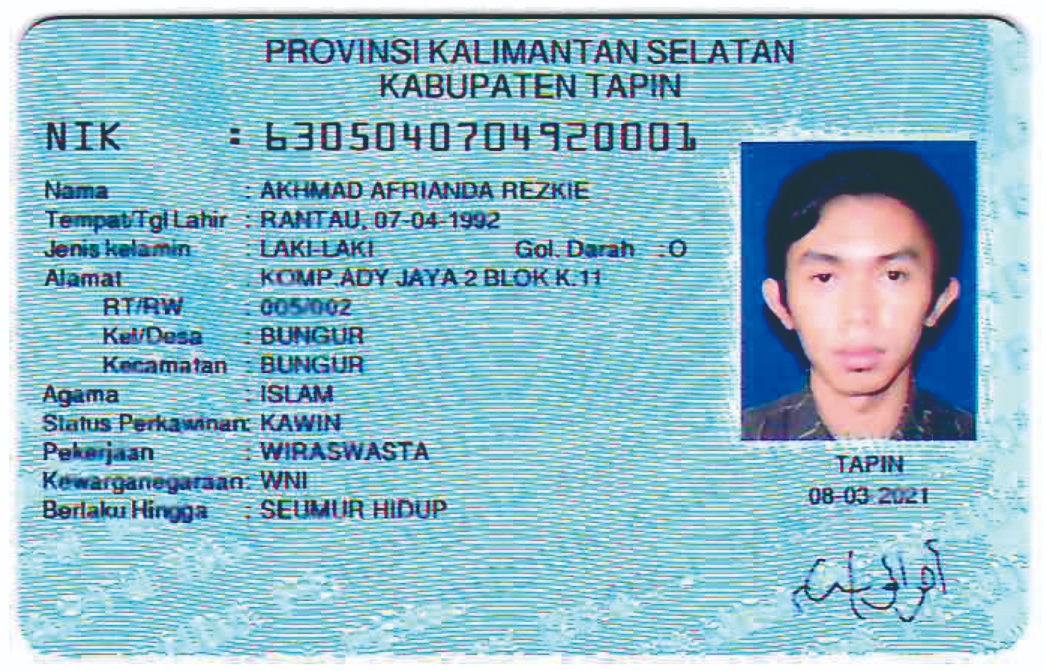 PROVINSI KALIMANTAN SELATAN
KABUPATEN TAPIN
NIK : 6305040704920001
Nama : AKHMAD AFRIANDA REZKIE
Tempat/Tgl Lahir : RANTAU, 07-04-1992
Jenis kelamin : LAKI-LAKI Gol. Darah : O
Alamat : KOMP.ADY JAYA 2 BLOK K.11
RT/RW : 005/002
Kel/Desa : BUNGUR
Kecamatan : BUNGUR
Agama : ISLAM
Status Perkawinan: KAWIN
Pekerjaan : WIRASWASTA
Kewarganegaraan: WNI
Berlaku Hingga : SEUMUR HIDUP
TAPIN
08-03-2021